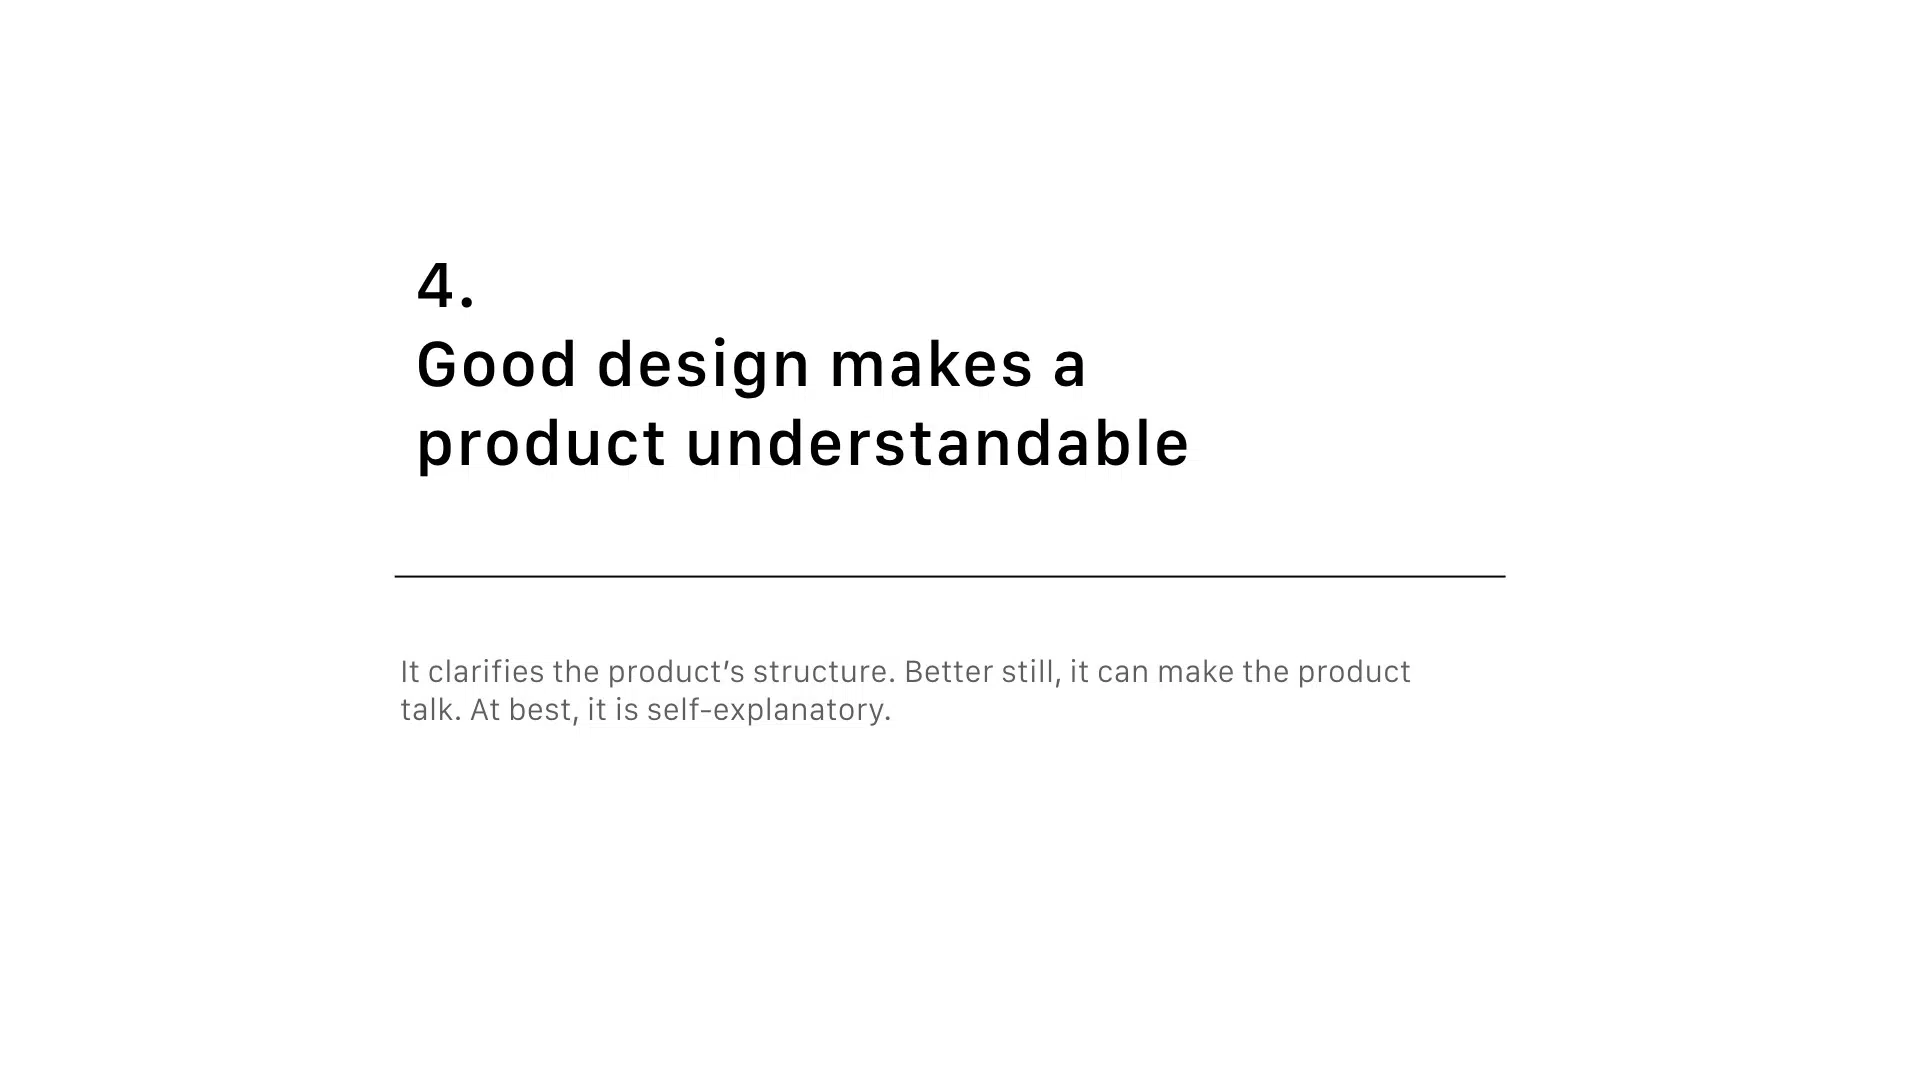 4.
Good design makes a
product understandable
It clarifies the product’s structure. Better still, it can make the product
talk. At best, it is self-explanatory.